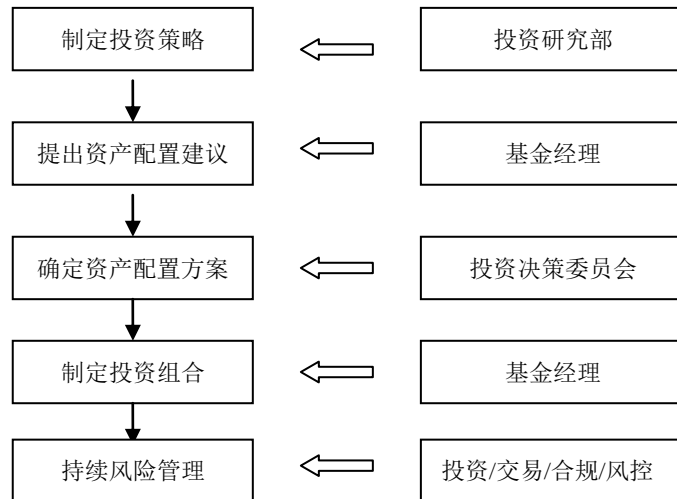 制定投资策略
投资研究部
提出资产配置建议
基金经理
确定资产配置方案
投资决策委员会
制定投资组合
基金经理
持续风险管理
投资/交易/合规/风控